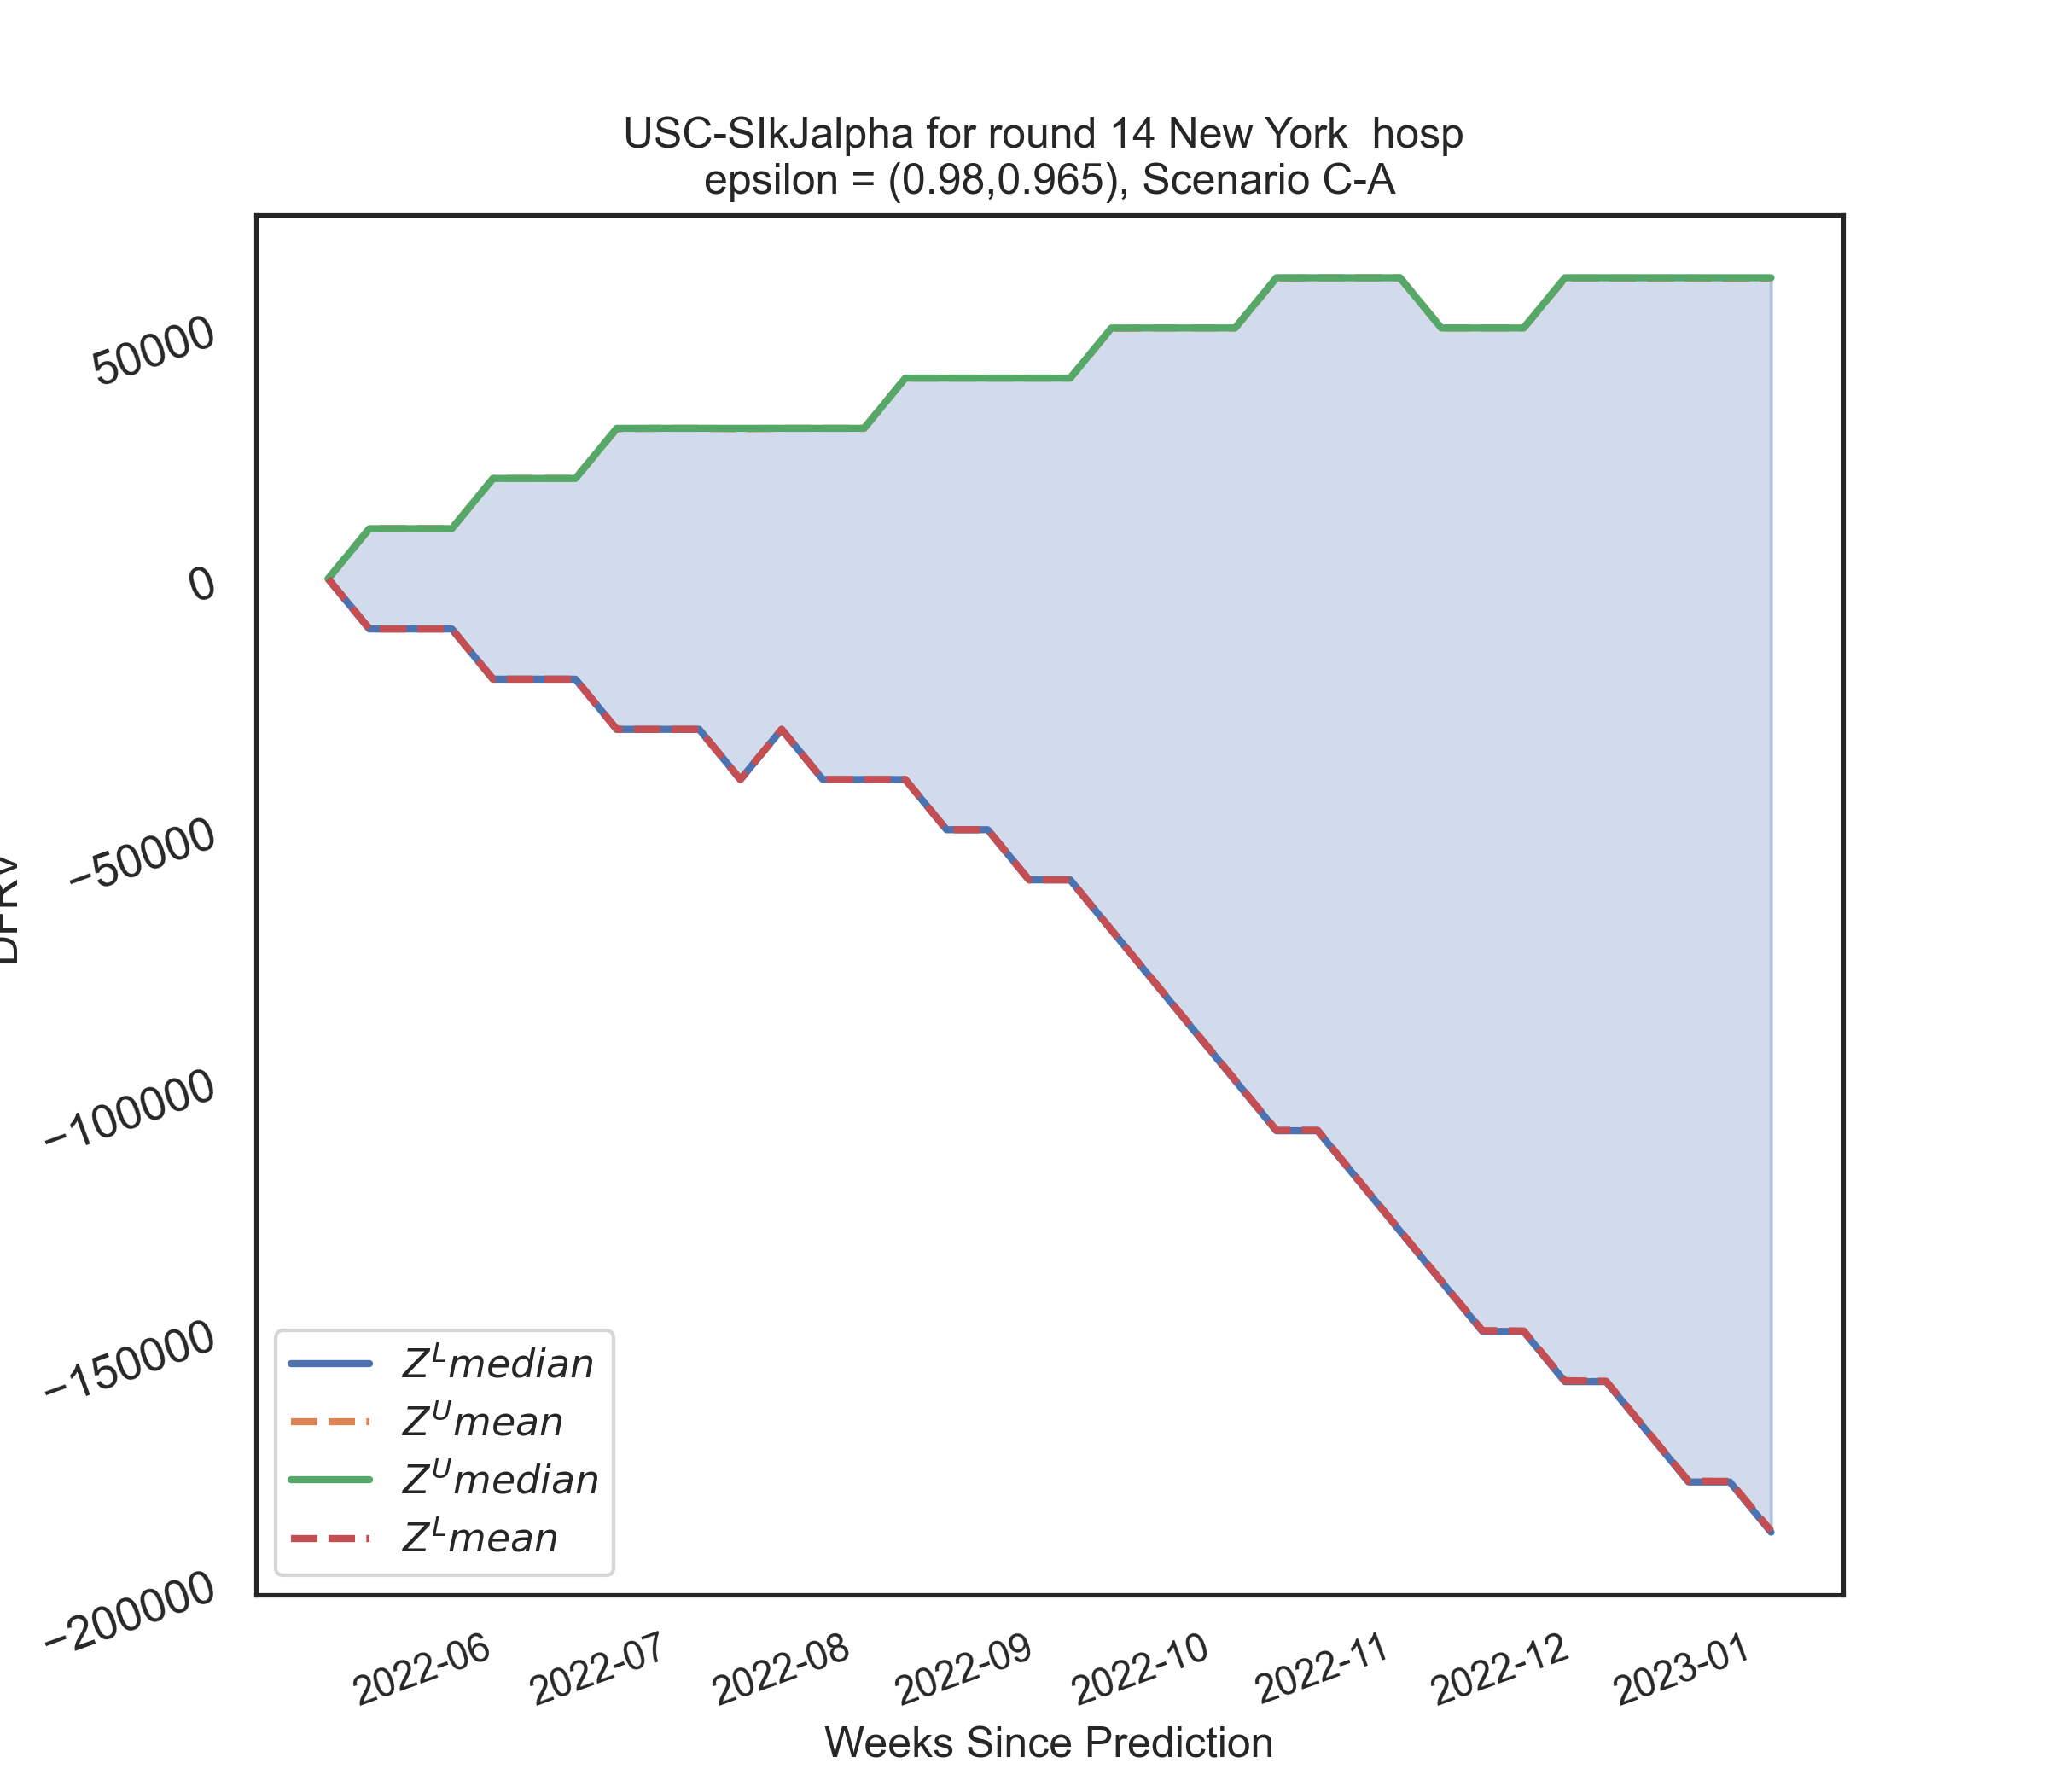 USC-SIkJalpha for round 14 New York hosp
epsilon = (0.98,0.965), Scenario C-A
50000
0
−50000
−100000
−150000
−200000
Z^L median
Z^U mean
Z^U median
Z^L mean
2022-06
2022-07
2022-08
2022-09
2022-10
2022-11
2022-12
2023-01
Weeks Since Prediction